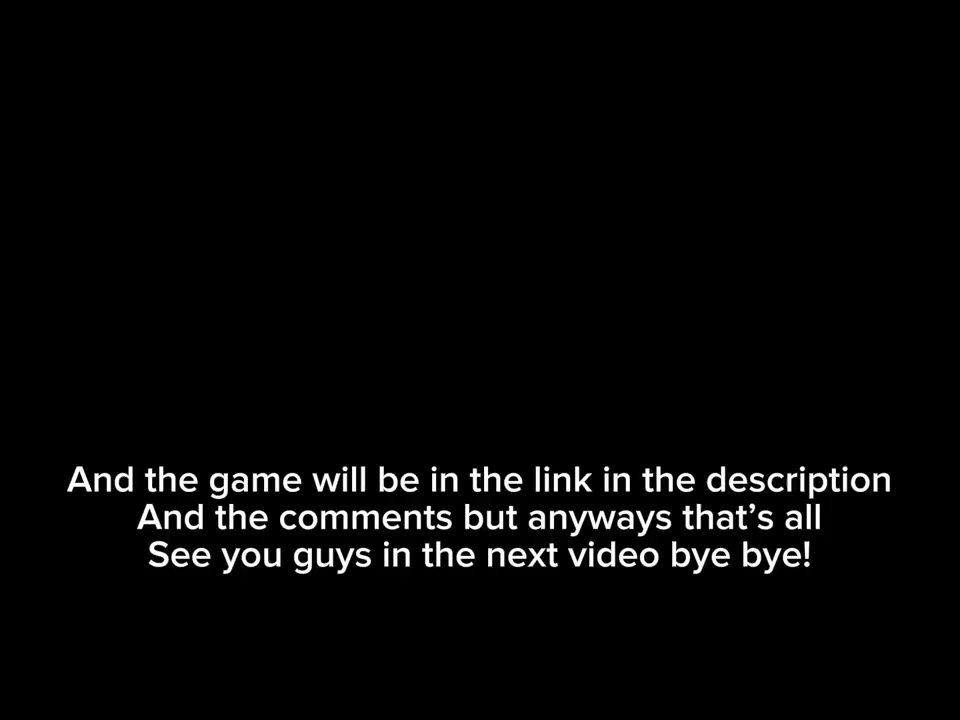 And the game will be in the link in the description
And the comments but anyways that’s all
See you guys in the next video bye bye!